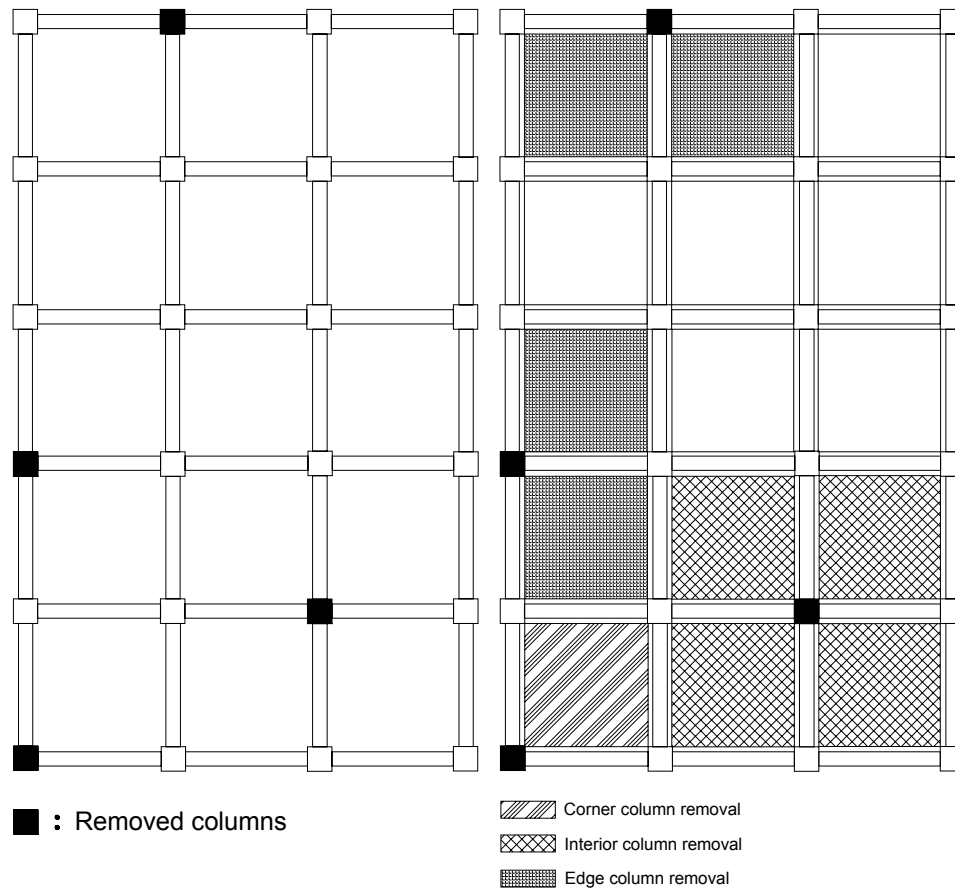 : Removed columns
Corner column removal
Interior column removal
Edge column removal